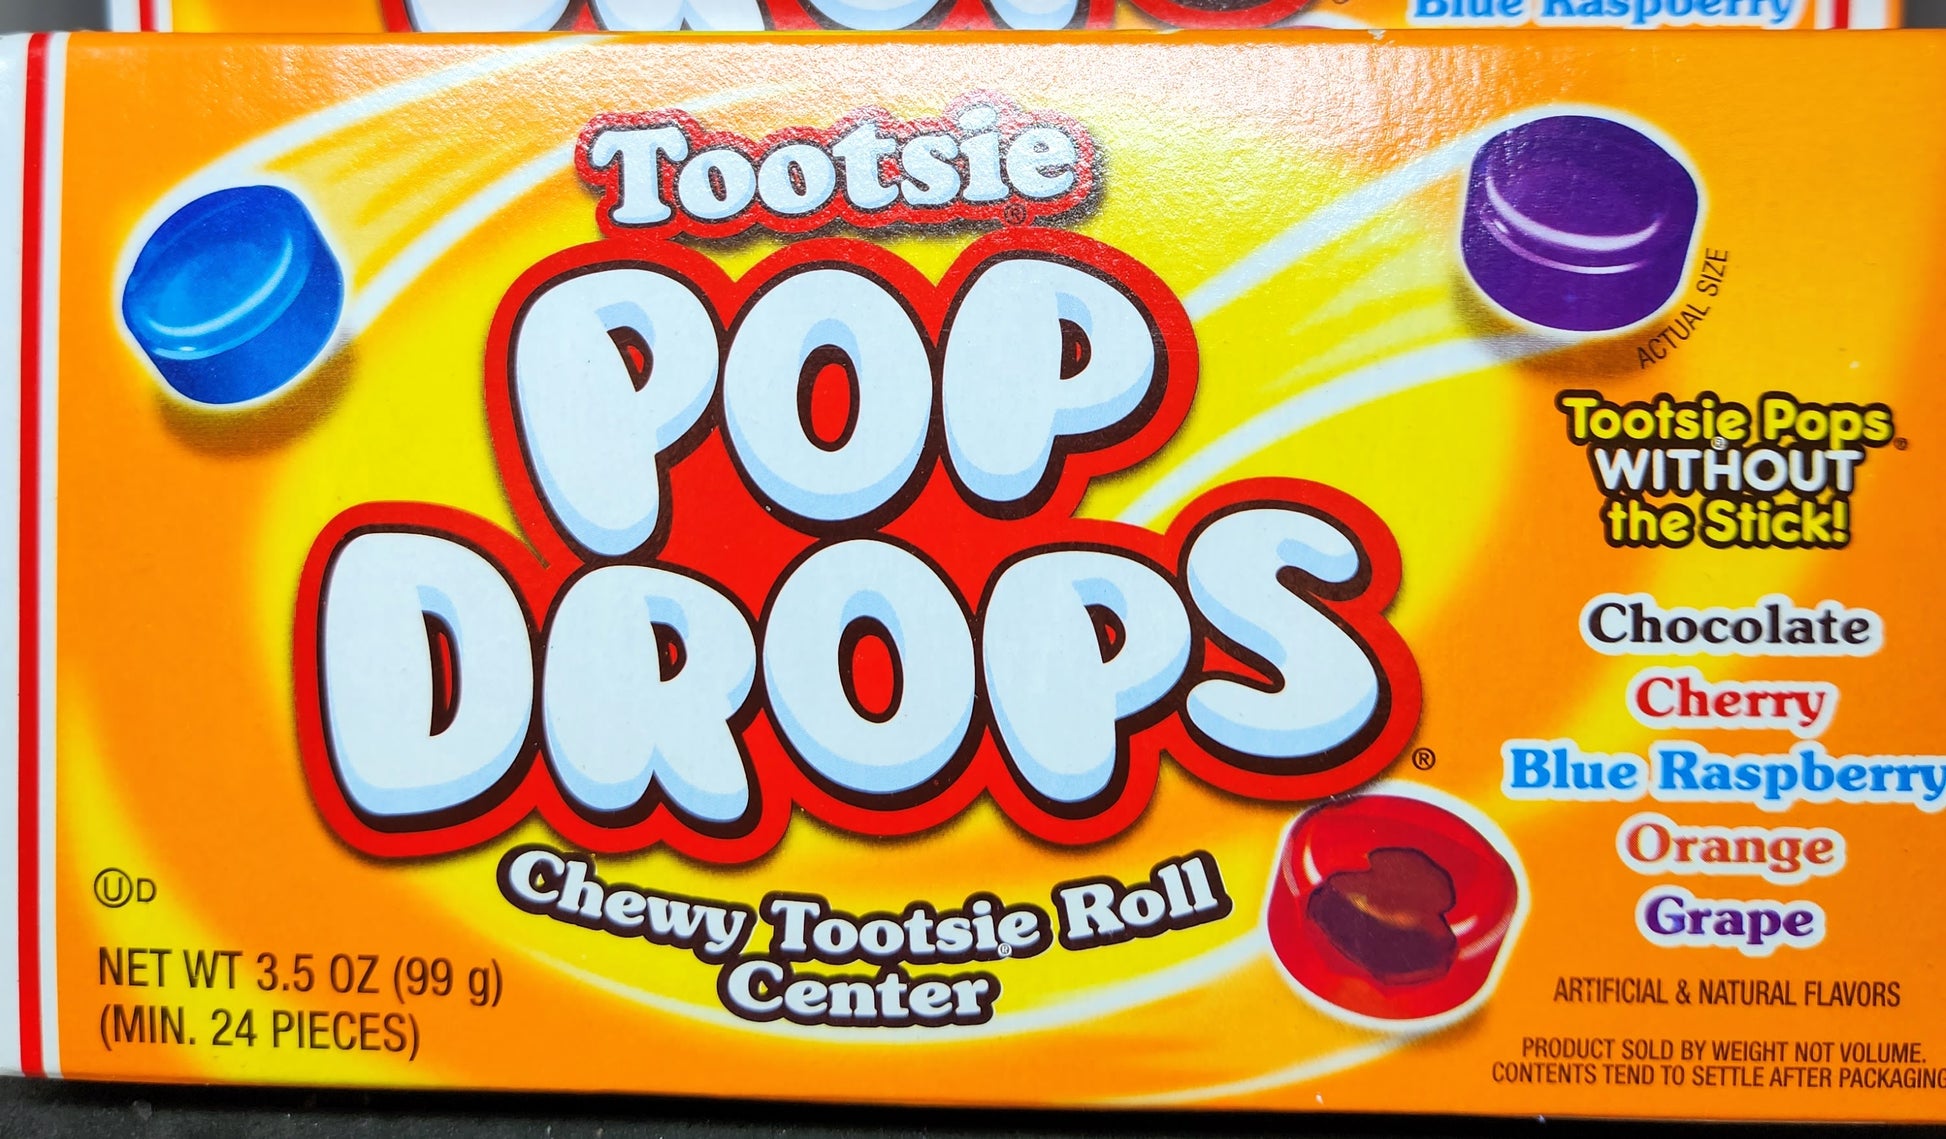 Blue Raspberry
Tootsie®
POP
DROPS®
Chewy Tootsie® Roll
Center
ACTUAL SIZE
Tootsie Pops®
WITHOUT
the Stick!
Chocolate
Cherry
Blue Raspberry
Orange
Grape
ARTIFICIAL & NATURAL FLAVORS
PRODUCT SOLD BY WEIGHT NOT VOLUME.
CONTENTS TEND TO SETTLE AFTER PACKAGING
ⓊD
NET WT 3.5 OZ (99 g)
(MIN. 24 PIECES)